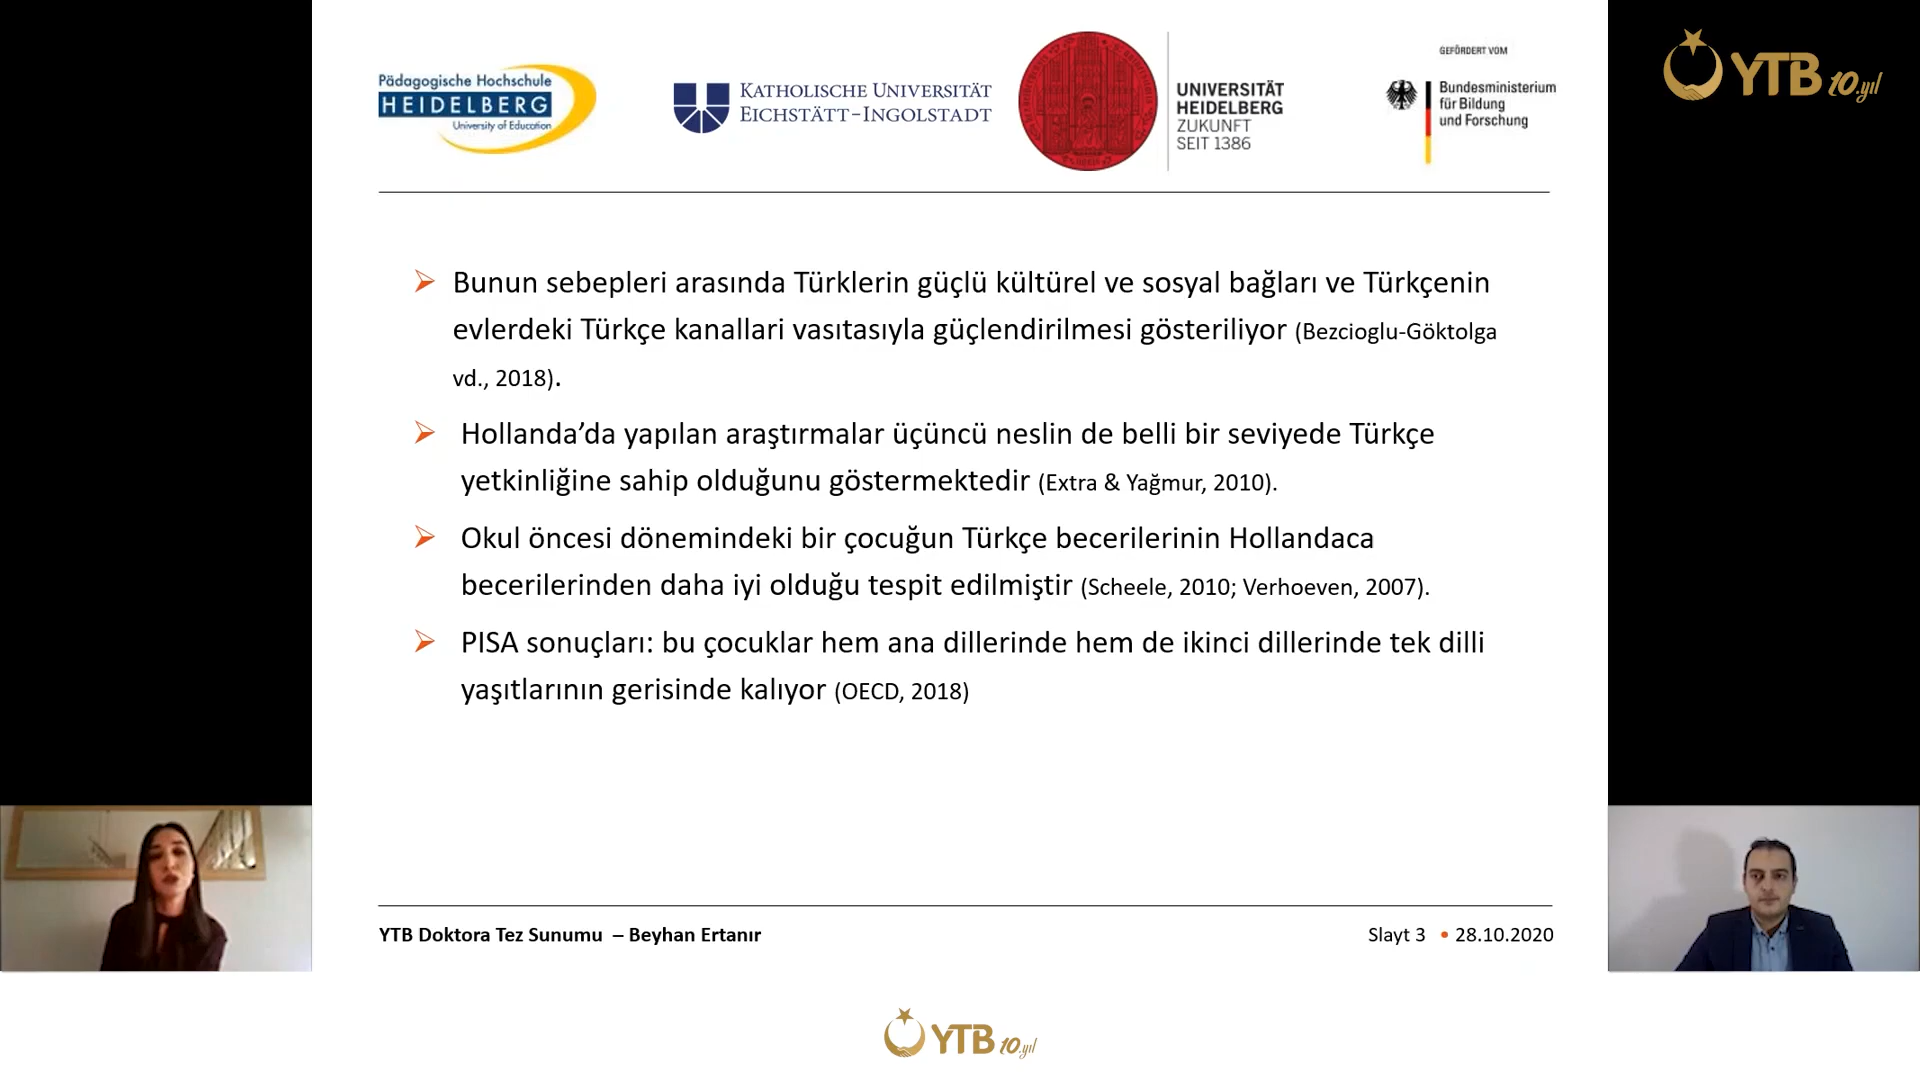 Pädagogische Hochschule
HEIDELBERG
University of Education
KATHOLISCHE UNIVERSITÄT
EICHSTÄTT-INGOLSTADT
UNIVERSITÄT
HEIDELBERG
ZUKUNFT
SEIT 1386
GEFÖRDERT VOM
Bundesministerium
für Bildung
und Forschung
YTB 10.yıl
Bunun sebepleri arasında Türklerin güçlü kültürel ve sosyal bağları ve Türkçenin
evlerdeki Türkçe kanallari vasıtasıyla güçlendirilmesi gösteriliyor (Bezcioglu-Göktolga
vd., 2018).
Hollanda’da yapılan araştırmalar üçüncü neslin de belli bir seviyede Türkçe
yetkinliğine sahip olduğunu göstermektedir (Extra & Yağmur, 2010).
Okul öncesi dönemindeki bir çocuğun Türkçe becerilerinin Hollandaca
becerilerinden daha iyi olduğu tespit edilmiştir (Scheele, 2010; Verhoeven, 2007).
PISA sonuçları: bu çocuklar hem ana dillerinde hem de ikinci dillerinde tek dilli
yaşıtlarının gerisinde kalıyor (OECD, 2018)
YTB Doktora Tez Sunumu – Beyhan Ertanır
Slayt 3 • 28.10.2020
YTB 10.yıl